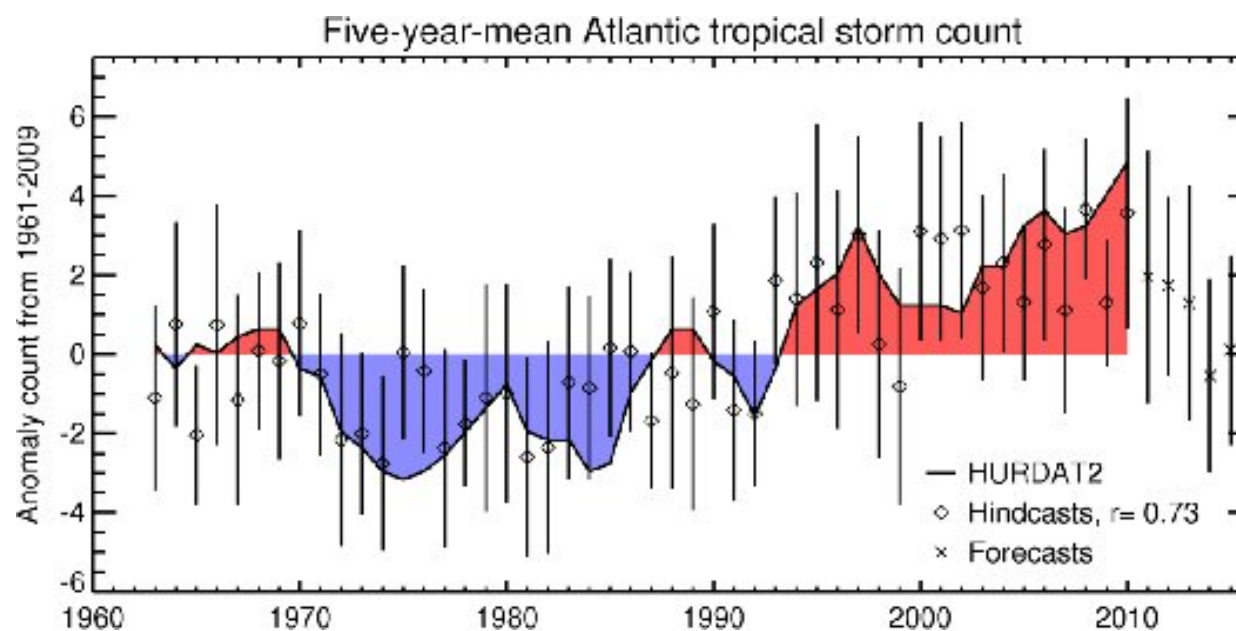 Five-year-mean Atlantic tropical storm count
Anomaly count from 1961-2009
6
4
2
0
-2
-4
-6
HURDAT2
Hindcasts, r= 0.73
Forecasts
1960 1970 1980 1990 2000 2010